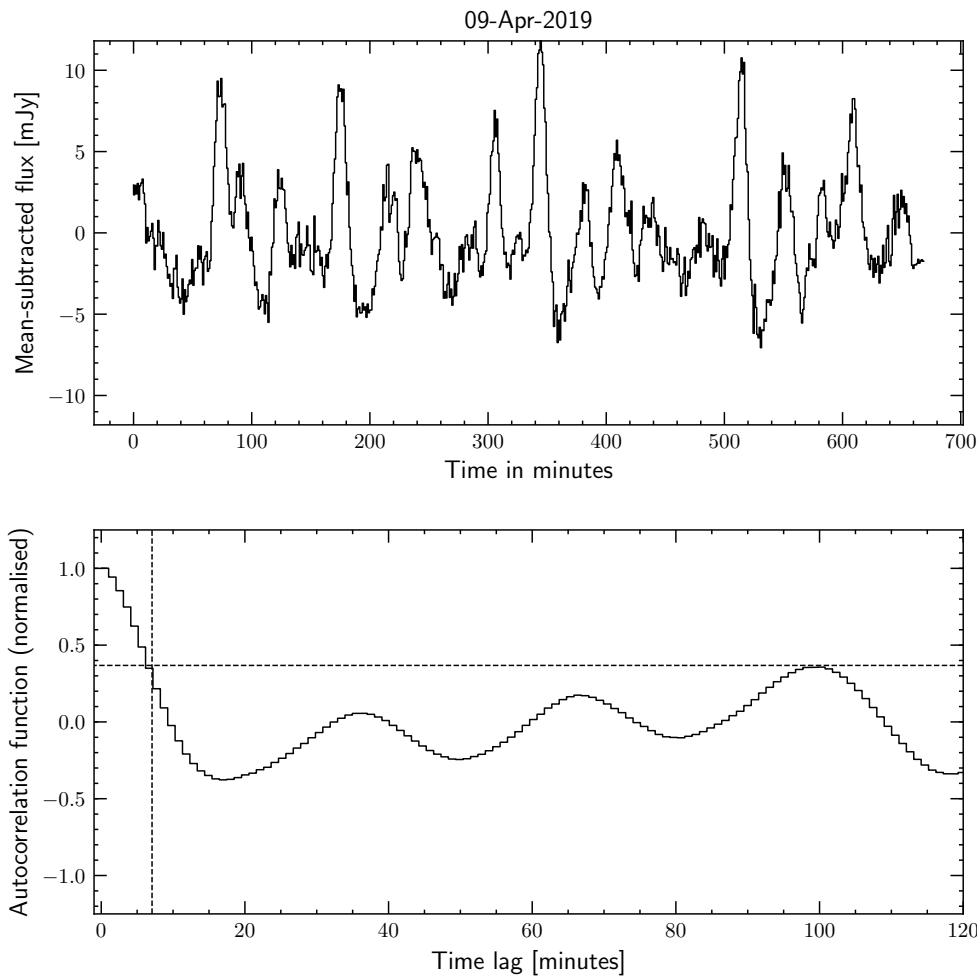 09-Apr-2019
Mean-subtracted flux [mJy]
10
5
0
−5
−10
0 100 200 300 400 500 600 700
Time in minutes
Autocorrelation function (normalised)
1.0
0.5
0.0
−0.5
−1.0
0 20 40 60 80 100 120
Time lag [minutes]